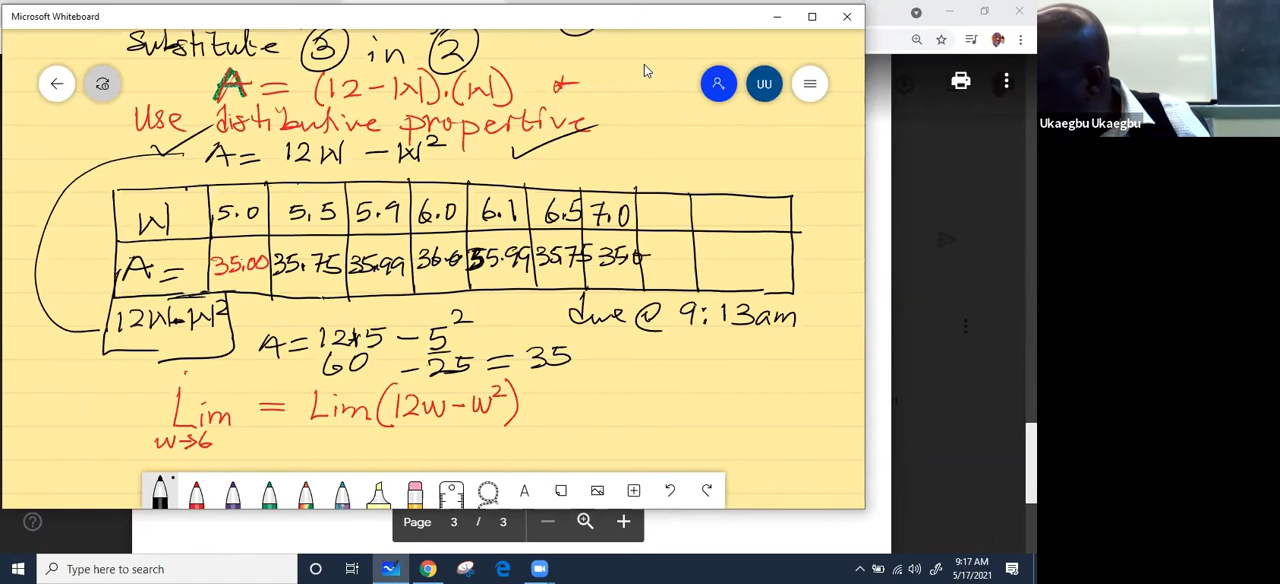 Microsoft Whiteboard
Substitute ③ in ②
A = (12-W).(W) *
Use distibutive propertive
A = 12W - W²
W 5.0 5.5 5.9 6.0 6.1 6.5 7.0
A = 35.00 35.75 35.99 36.0 35.99 35.75 35.0
12W-W²
due @ 9:13am
A = 12*5 - 5²
60 - 25 = 35
Lim = Lim(12w-w²)
w→6
UU
Ukaegbu Ukaegbu
A
Page 3 / 3
Type here to search
9:17 AM
5/17/2021